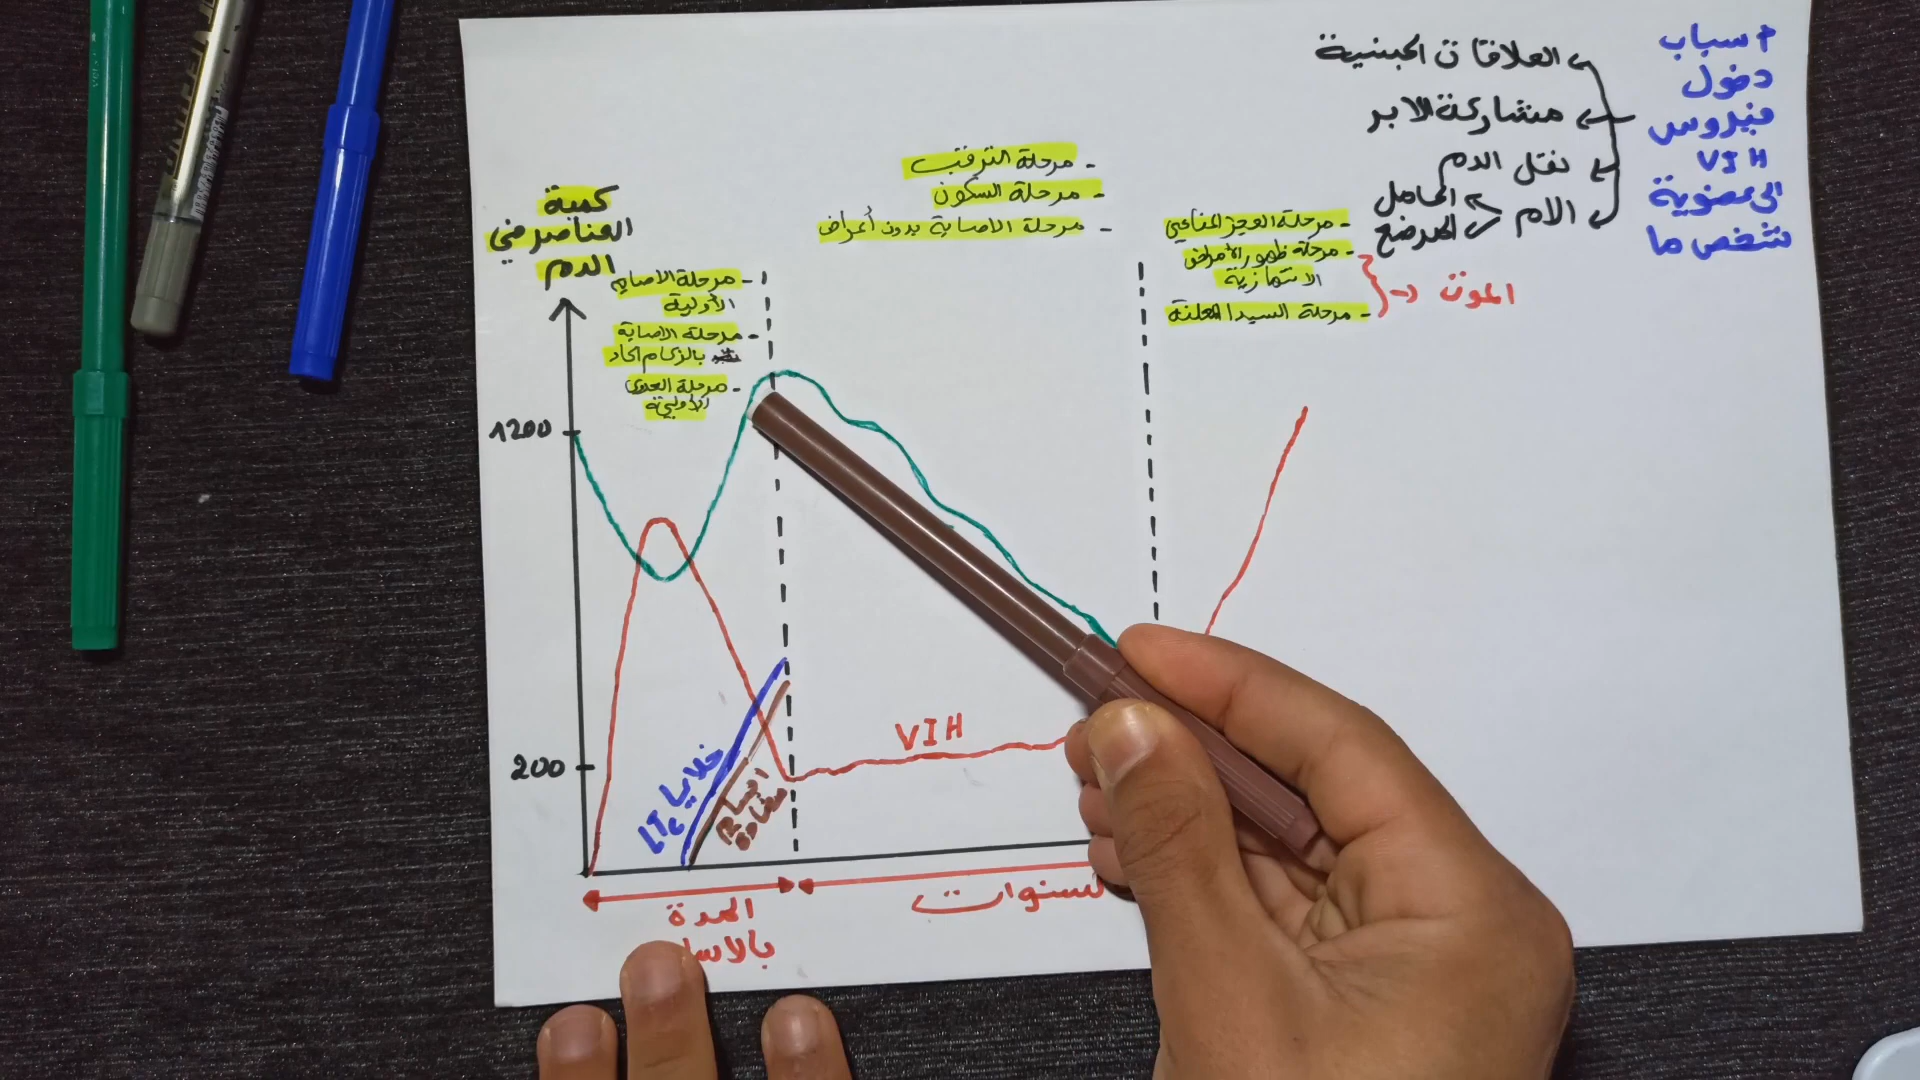 أسباب
دخول
فيروس
VIH
الى عضوية
شخص ما
العلاقات الجنسية
مشاركة الابر
نقل الدم
الام
الحامل
المرضع
- مرحلة الترقب
- مرحلة السكون
- مرحلة الاصابة بدون أعراض
مرحلة العجز المناعي -
مرحلة ظهور الأمراض -
الانتهازية
مرحلة السيدا المعلنة -
الموت
كمية
العناصر في
الدم
- مرحلة الاصابة
الأولية
- مرحلة الاصابة
بالزكام الحاد
- مرحلة العدوى
الأولية
1200
200
VIH
خلايا LTc
اجسام
مضادة
المدة
بالاسا
السنوات